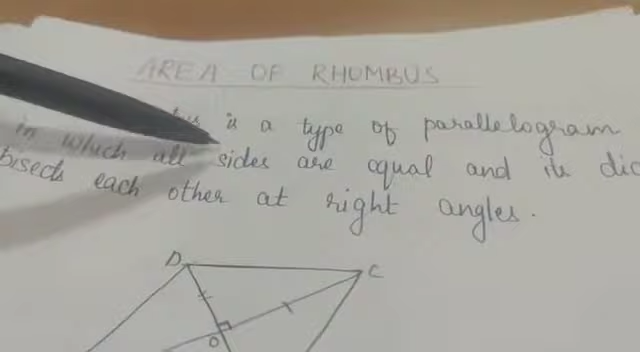 AREA OF RHOMBUS
is a type of parallelogram
in which all sides are equal and its
bisects each other at right angles.
D
C
O